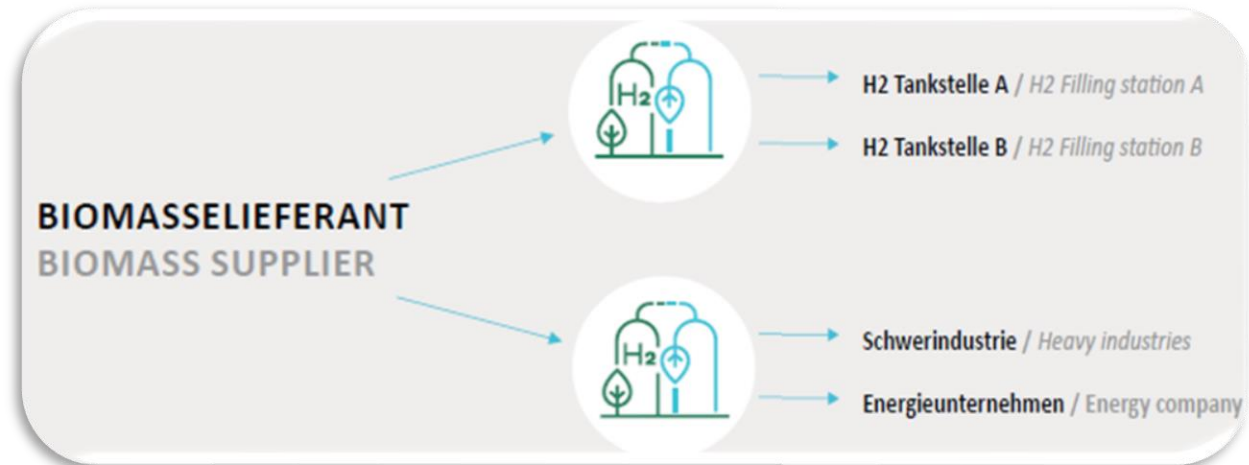 H2
H2 Tankstelle A / H2 Filling station A
H2 Tankstelle B / H2 Filling station B
BIOMASSELIEFERANT
BIOMASS SUPPLIER
H2
Schwerindustrie / Heavy industries
Energieunternehmen / Energy company